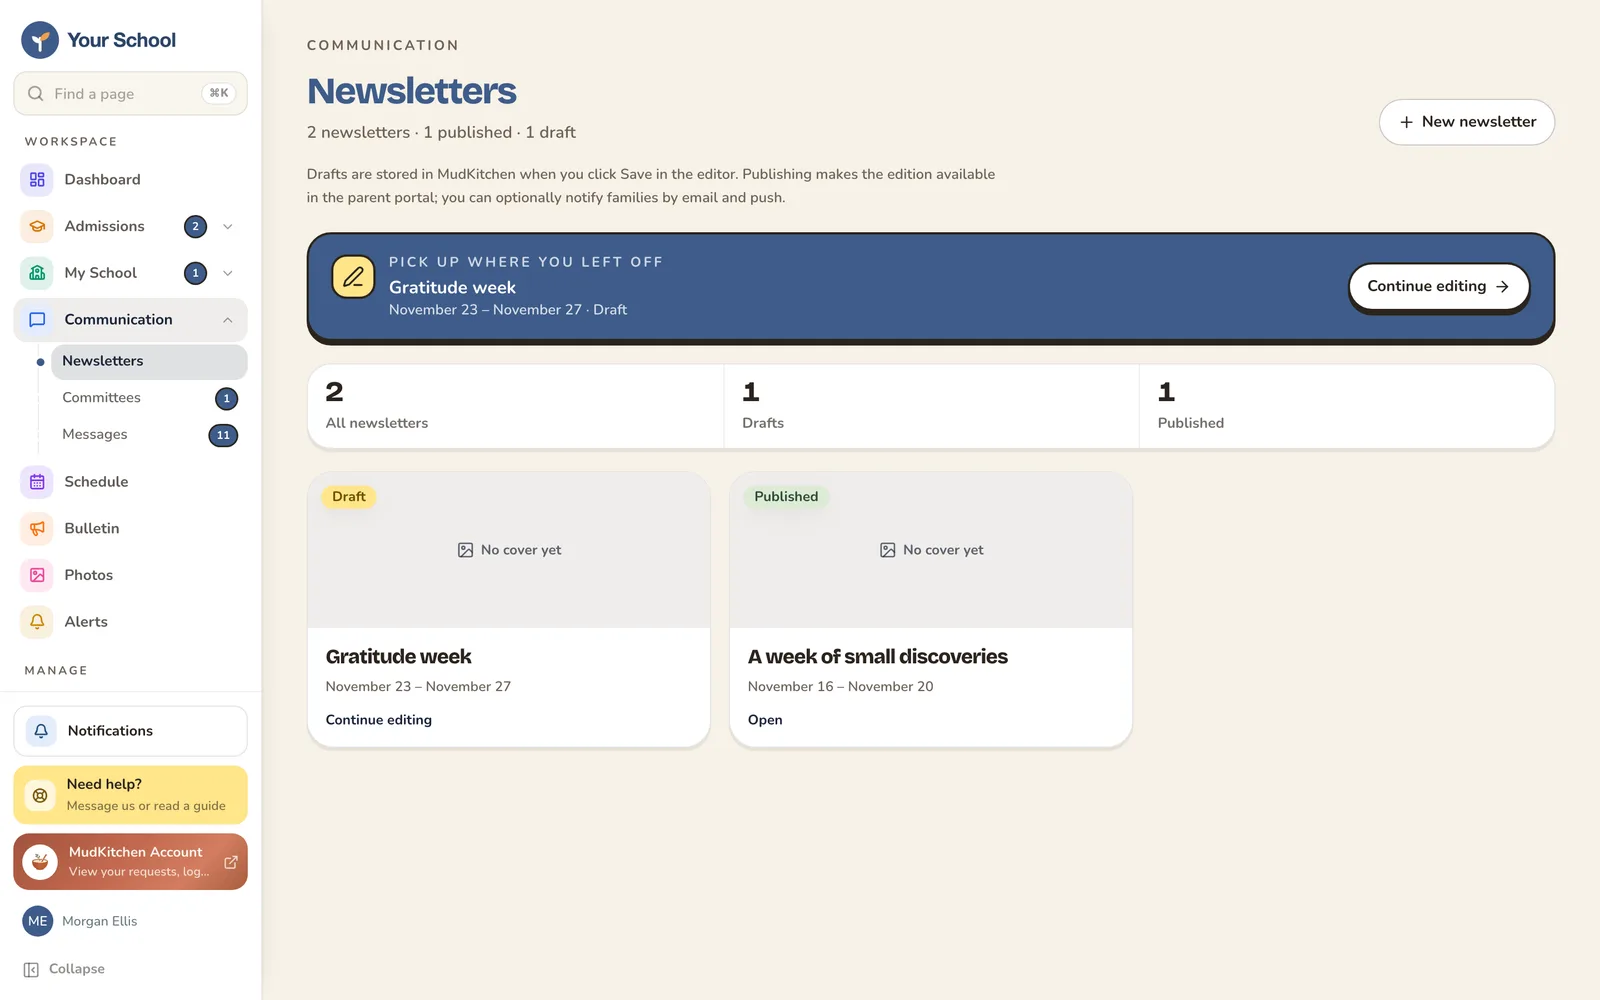 Your School
Find a page
⌘K
WORKSPACE
Dashboard
Admissions
2
My School
1
Communication
Newsletters
Committees
1
Messages
11
Schedule
Bulletin
Photos
Alerts
MANAGE
Notifications
Need help?
Message us or read a guide
MudKitchen Account
View your requests, log...
ME
Morgan Ellis
Collapse
COMMUNICATION
Newsletters
2 newsletters · 1 published · 1 draft
New newsletter
Drafts are stored in MudKitchen when you click Save in the editor. Publishing makes the edition available
in the parent portal; you can optionally notify families by email and push.
PICK UP WHERE YOU LEFT OFF
Gratitude week
November 23 – November 27 · Draft
Continue editing →
2
All newsletters
1
Drafts
1
Published
Draft
No cover yet
Gratitude week
November 23 – November 27
Continue editing
Published
No cover yet
A week of small discoveries
November 16 – November 20
Open